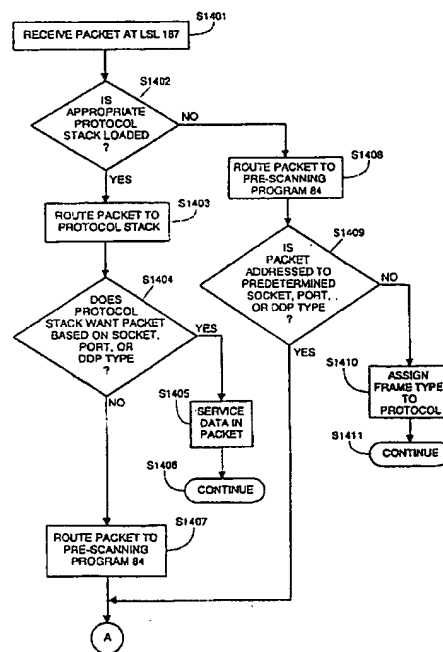 S1401
RECEIVE PACKET AT LSL 187
S1402
IS
APPROPRIATE
PROTOCOL
STACK LOADED
?
NO
YES
S1403
ROUTE PACKET TO
PROTOCOL STACK
S1408
ROUTE PACKET TO
PRE-SCANNING
PROGRAM 84
S1404
DOES
PROTOCOL
STACK WANT PACKET
BASED ON SOCKET,
PORT, OR
DDP TYPE
?
YES
NO
S1409
IS
PACKET
ADDRESSED TO
PREDETERMINED
SOCKET, PORT, .
OR DDP TYPE
?
NO
YES
S1405
SERVICE
DATA IN
PACKET
S1406
CONTINUE
S1410
ASSIGN
FRAME TYPE
TO
PROTOCOL
S1411
CONTINUE
S1407
ROUTE PACKET TO
PRE-SCANNING
PROGRAM 84
A